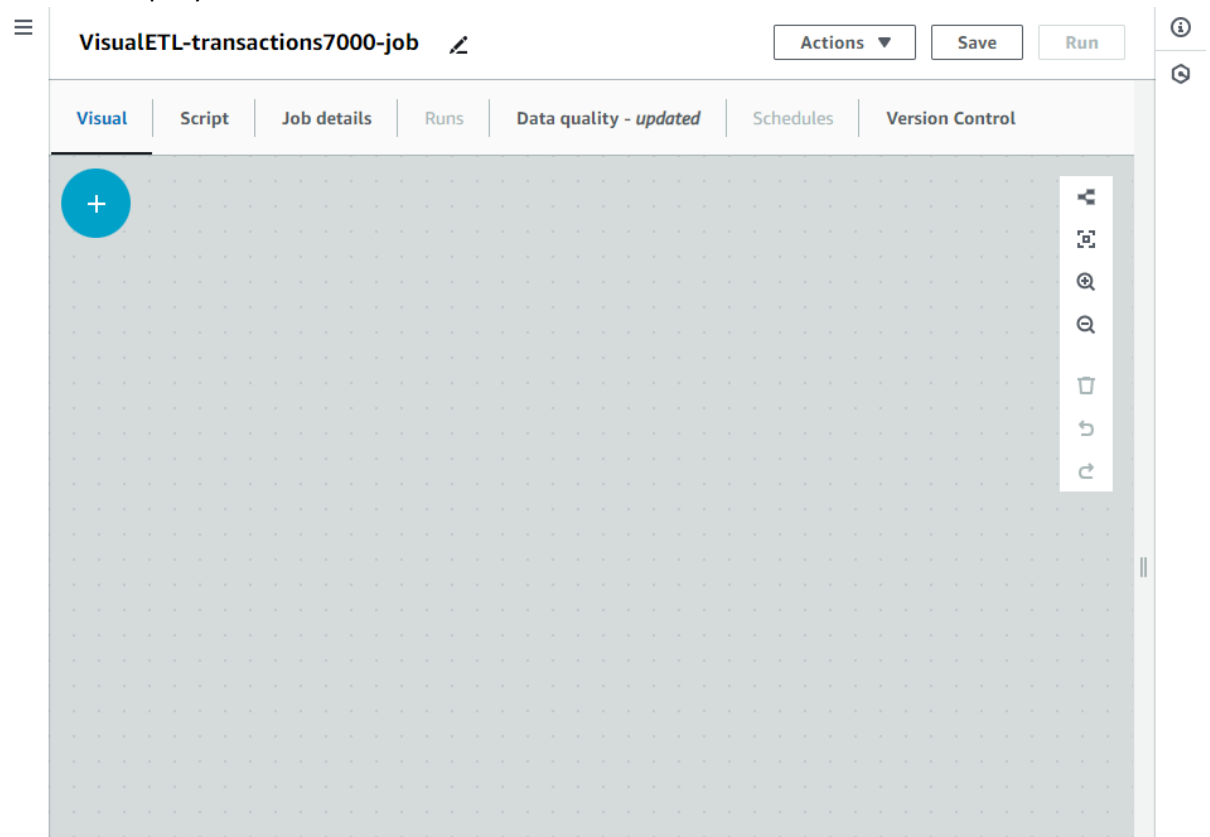 VisualETL-transactions7000-job
Actions ▼ Save Run
Visual Script Job details Runs Data quality - updated Schedules Version Control